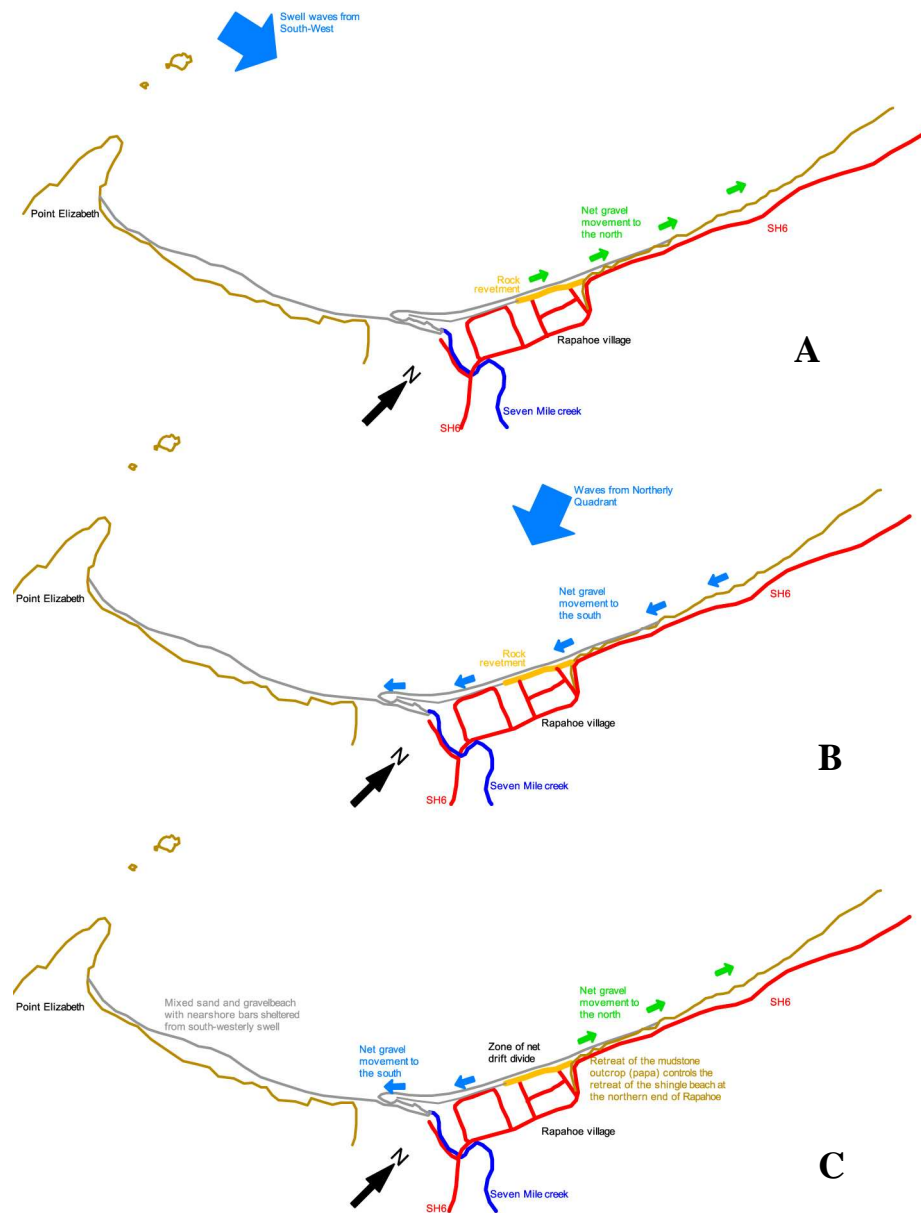 Swell waves from
South-West
Point Elizabeth
Net gravel
movement to
the north
SH6
Rock
revetment
Rapahoe village
A
N
Seven Mile creek
SH6
Waves from Northerly
Quadrant
Point Elizabeth
Net gravel
movement to
the south
SH6
Rock
revetment
Rapahoe village
B
N
Seven Mile creek
SH6
Point Elizabeth
Mixed sand and gravelbeach
with nearshore bars sheltered
from south-westerly swell
Net gravel
movement to
the north
SH6
Zone of net
drift divide
Net gravel
movement to
the south
Retreat of the mudstone
outcrop (papa) controls the
retreat of the shingle beach at
the northern end of Rapahoe
Rapahoe village
C
N
Seven Mile creek
SH6